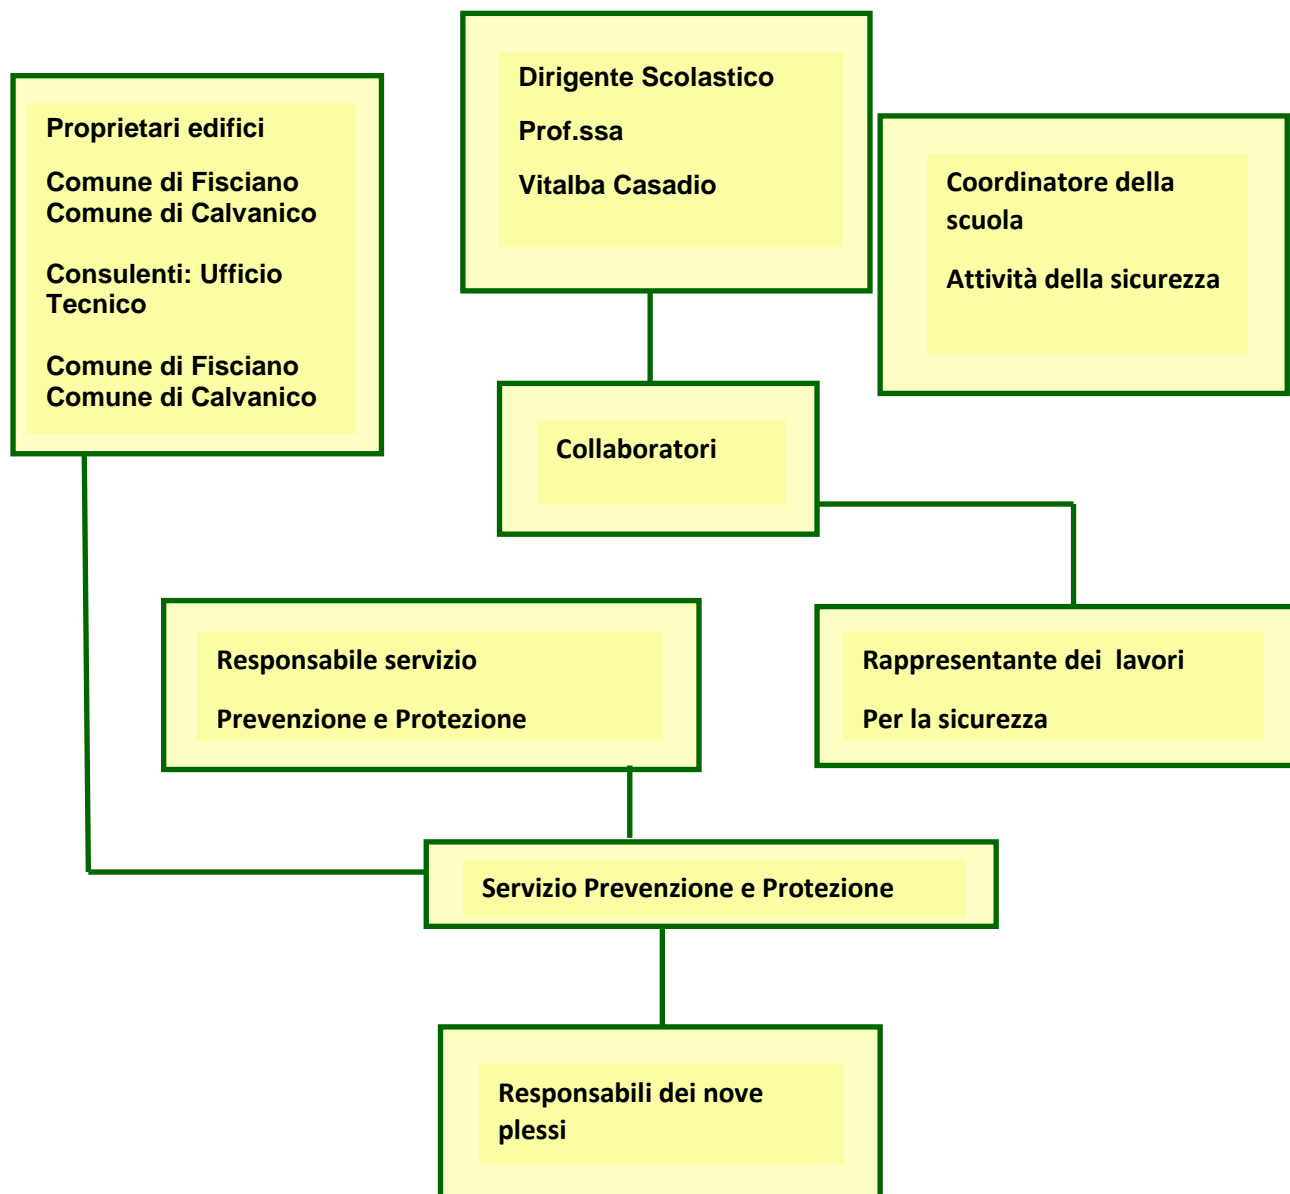 Dirigente Scolastico
Prof.ssa
Vitalba Casadio
Proprietari edifici
Comune di Fisciano
Comune di Calvanico
Consulenti: Ufficio
Tecnico
Comune di Fisciano
Comune di Calvanico
Coordinatore della
scuola
Attività della sicurezza
Collaboratori
Responsabile servizio
Prevenzione e Protezione
Rappresentante dei lavori
Per la sicurezza
Servizio Prevenzione e Protezione
Responsabili dei nove
plessi